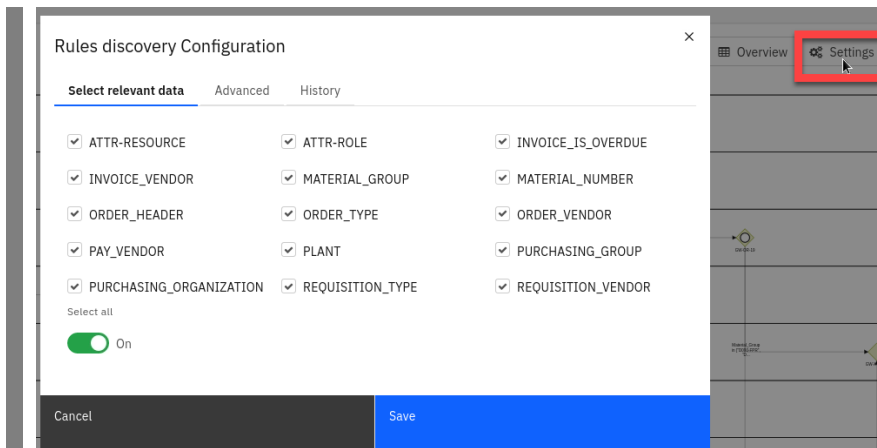 Rules discovery Configuration
Overview
Settings
Select relevant data
Advanced
History
ATTR-RESOURCE
ATTR-ROLE
INVOICE_IS_OVERDUE
INVOICE_VENDOR
MATERIAL_GROUP
MATERIAL_NUMBER
ORDER_HEADER
ORDER_TYPE
ORDER_VENDOR
PAY_VENDOR
PLANT
PURCHASING_GROUP
PURCHASING_ORGANIZATION
REQUISITION_TYPE
REQUISITION_VENDOR
Select all
On
Cancel
Save